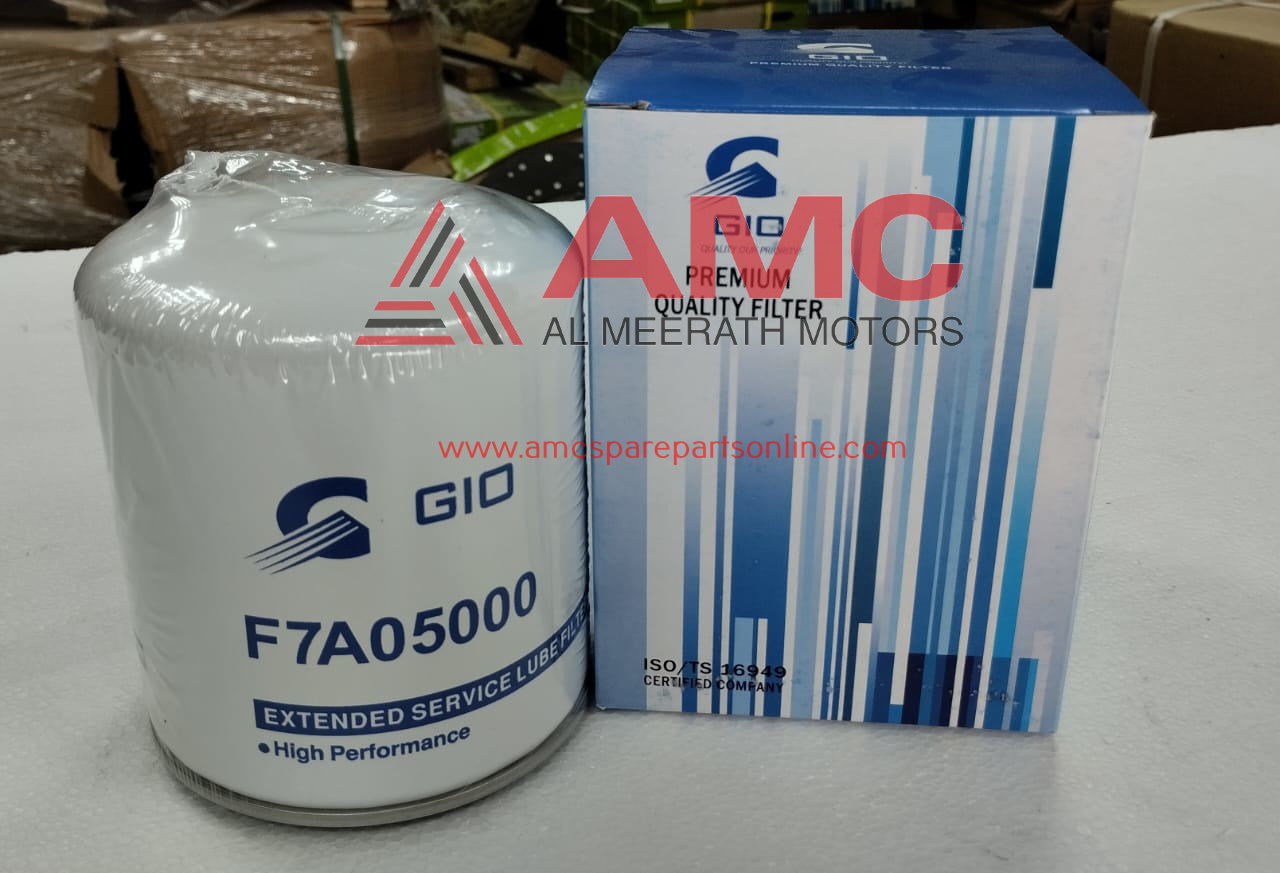 GIO
PREMIUM QUALITY FILTER
GIO
QUALITY OUR PRIORITY
PREMIUM
QUALITY FILTER
AMC
AL MEERATH MOTORS
www.amcsparepartsonline.com
GIO
F7A05000
EXTENDED SERVICE LUBE FILTE
•High Performance
ISO/TS 16949
CERTIFIED COMPANY